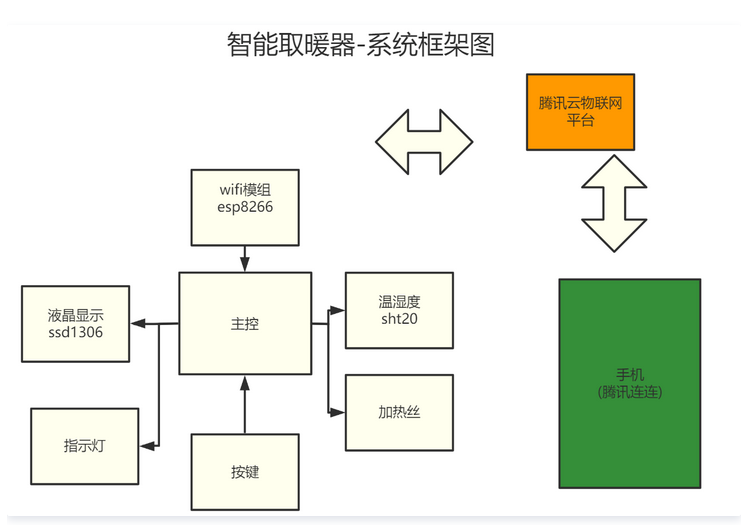 智能取暖器-系统框架图
腾讯云物联网
平台
wifi模组
esp8266
液晶显示
ssd1306
主控
温湿度
sht20
手机
(腾讯连连)
加热丝
指示灯
按键